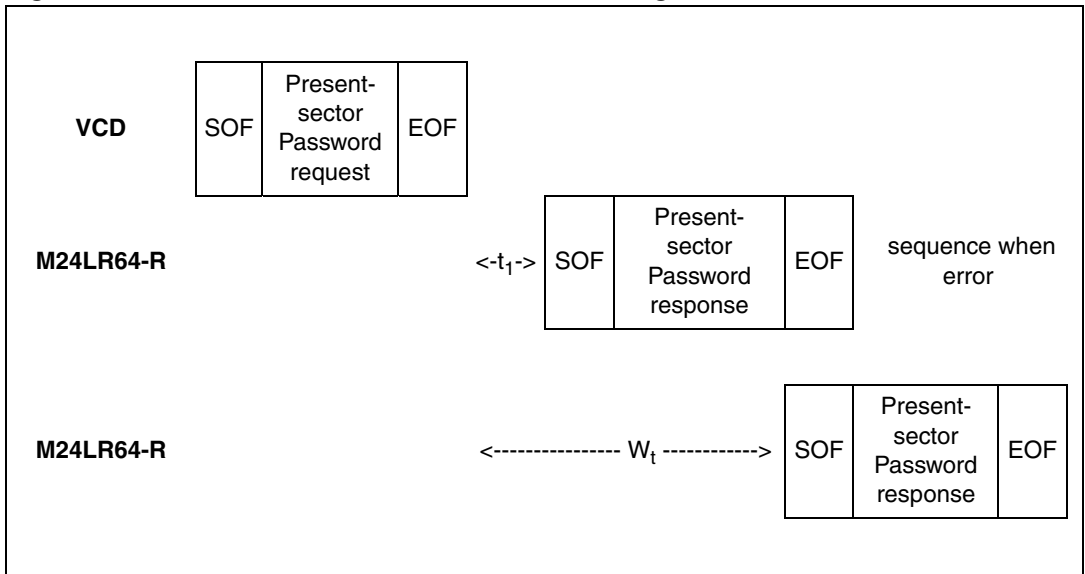 VCD
SOF
Present-
sector
Password
request
EOF
M24LR64-R
<-t1->
SOF
Present-
sector
Password
response
EOF
sequence when
error
M24LR64-R
<---------------- Wt ------------>
SOF
Present-
sector
Password
response
EOF